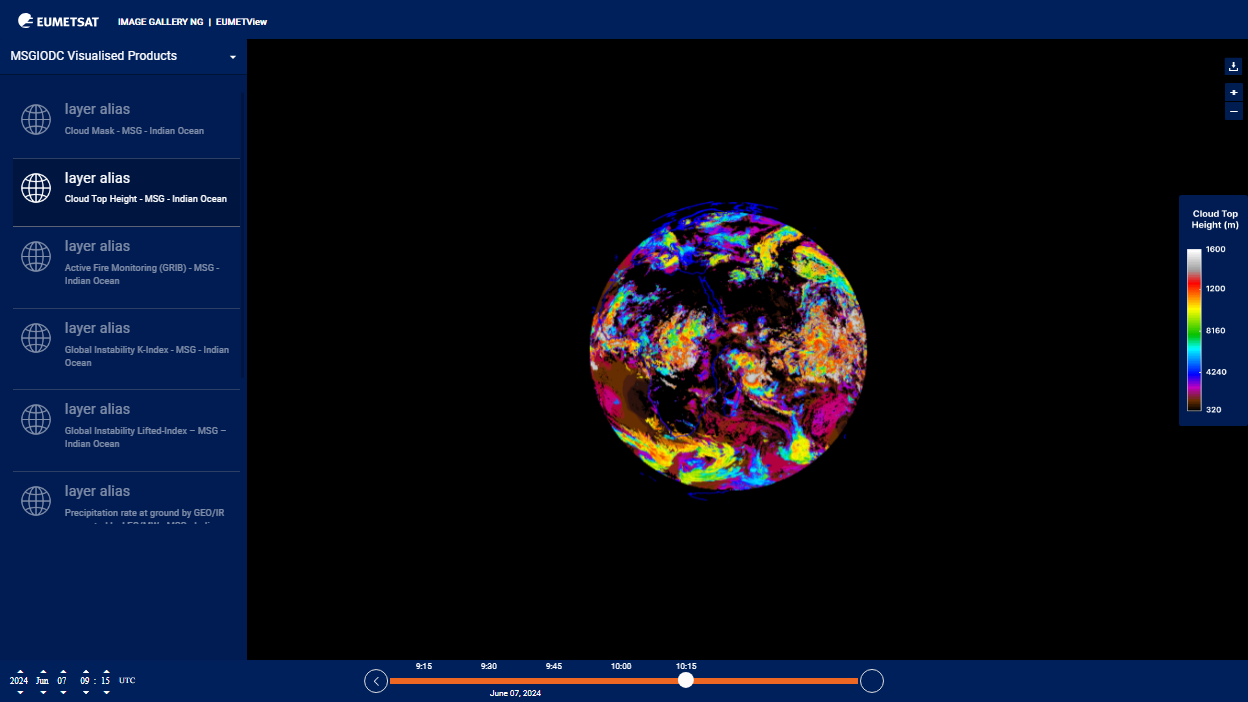 EUMETSAT IMAGE GALLERY NG | EUMETView
MSGIODC Visualised Products
layer alias
Cloud Mask - MSG - Indian Ocean
layer alias
Cloud Top Height - MSG - Indian Ocean
layer alias
Active Fire Monitoring (GRIB) - MSG -
Indian Ocean
layer alias
Global Instability K-Index - MSG - Indian
Ocean
layer alias
Global Instability Lifted-Index – MSG –
Indian Ocean
layer alias
Precipitation rate at ground by GEO/IR
Cloud Top
Height (m)
1600
1200
8160
4240
320
9:15 9:30 9:45 10:00 10:15
2024 Jun 07 09 : 15 UTC
June 07, 2024